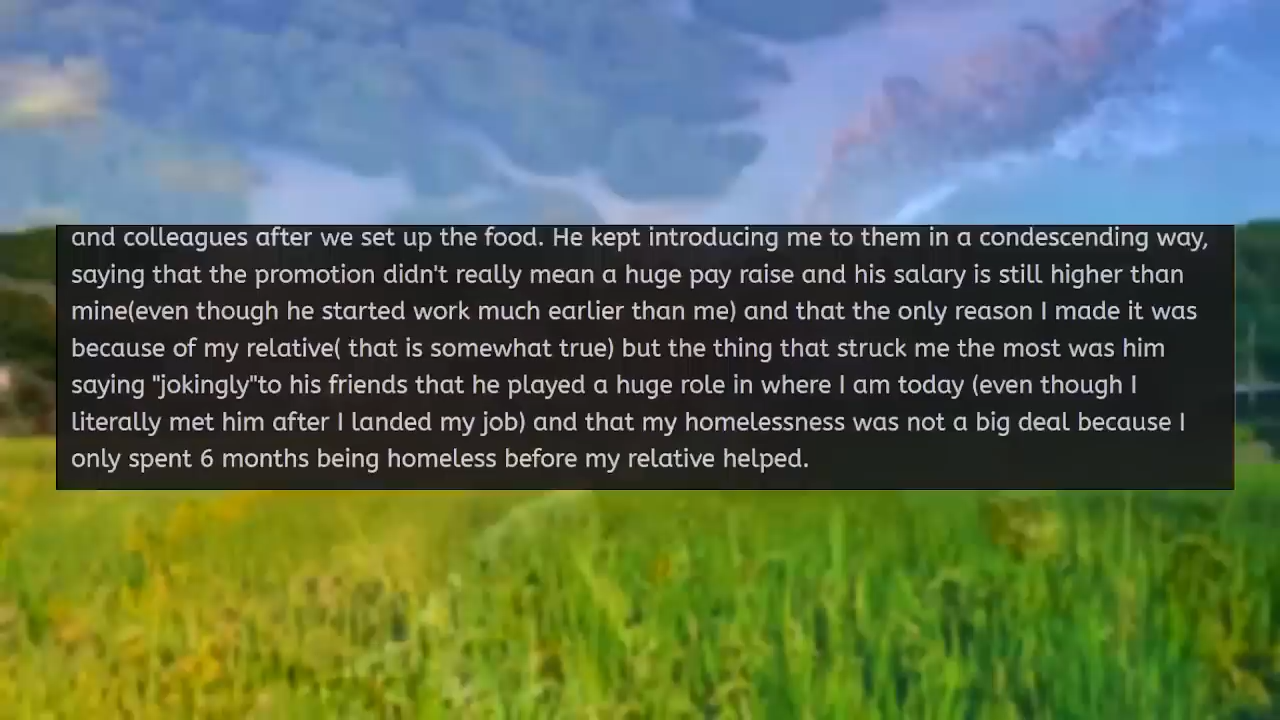 and colleagues after we set up the food. He kept introducing me to them in a condescending way,
saying that the promotion didn't really mean a huge pay raise and his salary is still higher than
mine(even though he started work much earlier than me) and that the only reason I made it was
because of my relative( that is somewhat true) but the thing that struck me the most was him
saying "jokingly"to his friends that he played a huge role in where I am today (even though I
literally met him after I landed my job) and that my homelessness was not a big deal because I
only spent 6 months being homeless before my relative helped.